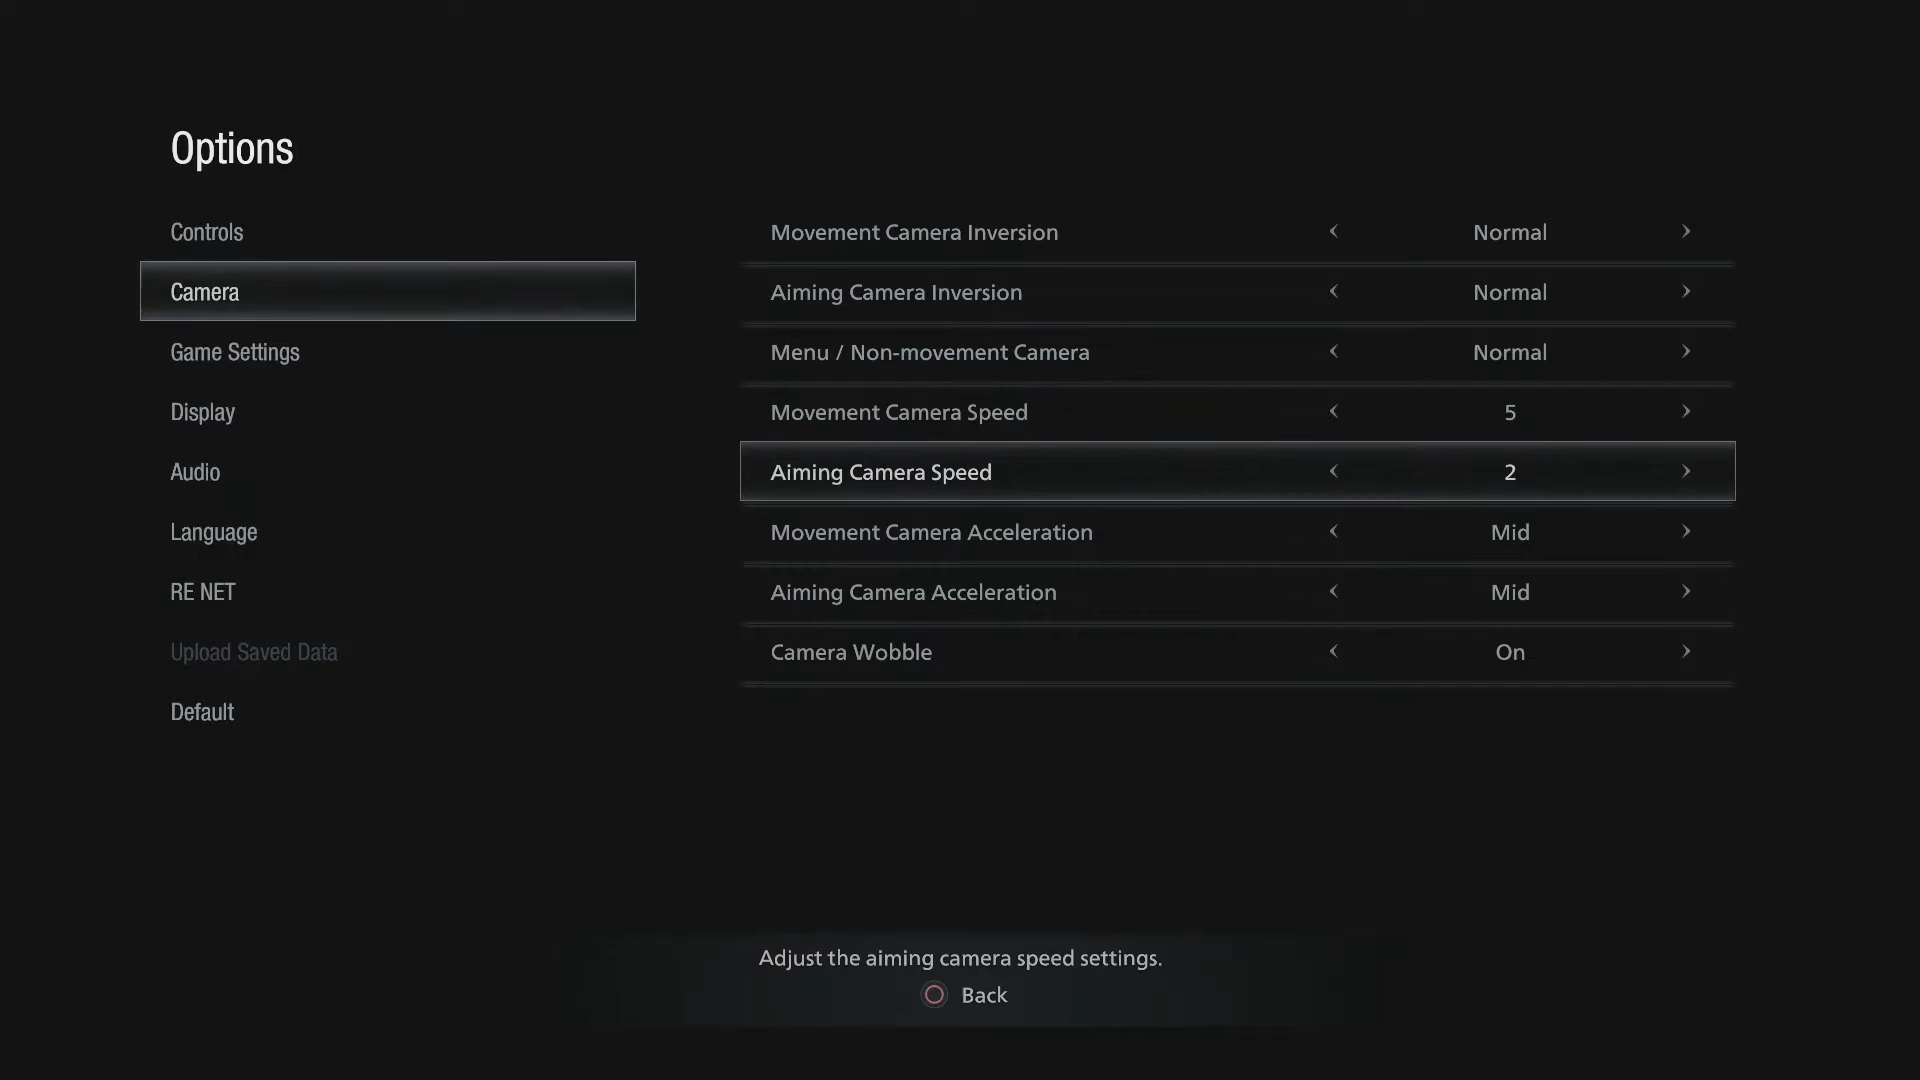 Options
Controls
Camera
Game Settings
Display
Audio
Language
RE NET
Upload Saved Data
Default
Movement Camera Inversion Normal
Aiming Camera Inversion Normal
Menu / Non-movement Camera Normal
Movement Camera Speed 5
Aiming Camera Speed 2
Movement Camera Acceleration Mid
Aiming Camera Acceleration Mid
Camera Wobble On
Adjust the aiming camera speed settings.
Back